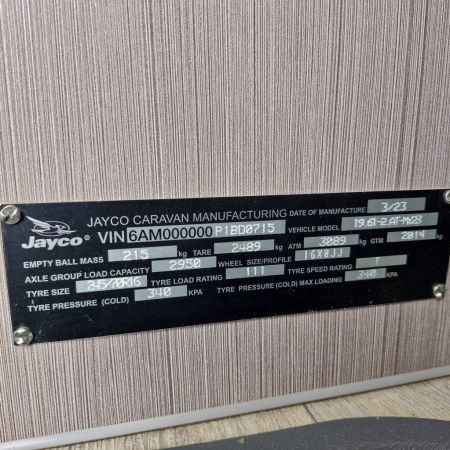 Jayco
JAYCO CARAVAN MANUFACTURING DATE OF MANUFACTURE 3/23
VIN 6AM000000P1BD0715 VEHICLE MODEL 19.61-2.AT-MY23
EMPTY BALL MASS 215 kg TARE 2489 kg ATM 3089 kg GTM 2814 kg
AXLE GROUP LOAD CAPACITY 2950 WHEEL SIZE/PROFILE 16X8JJ
TYRE SIZE 245/70R16 TYRE LOAD RATING 111 TYRE SPEED RATING T
TYRE PRESSURE (COLD) 340 KPA TYRE PRESSURE (COLD) MAX LOADING 340 KPA